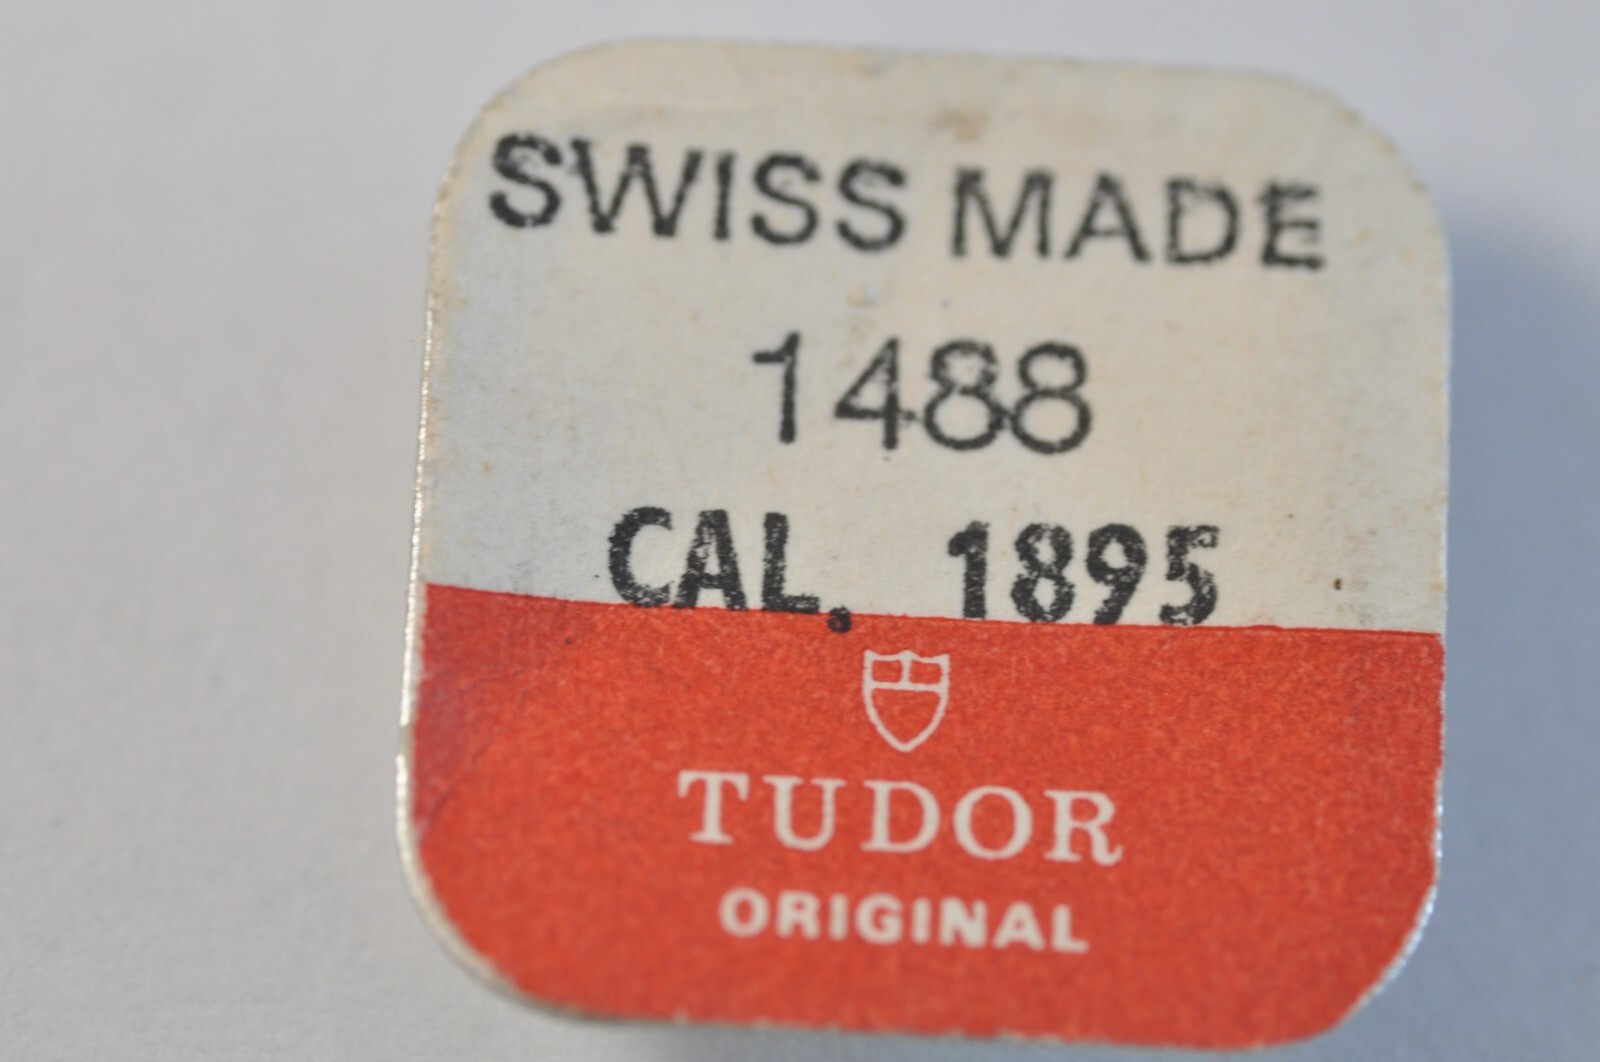 SWISS MADE
1488
CAL. 1895
TUDOR
ORIGINAL